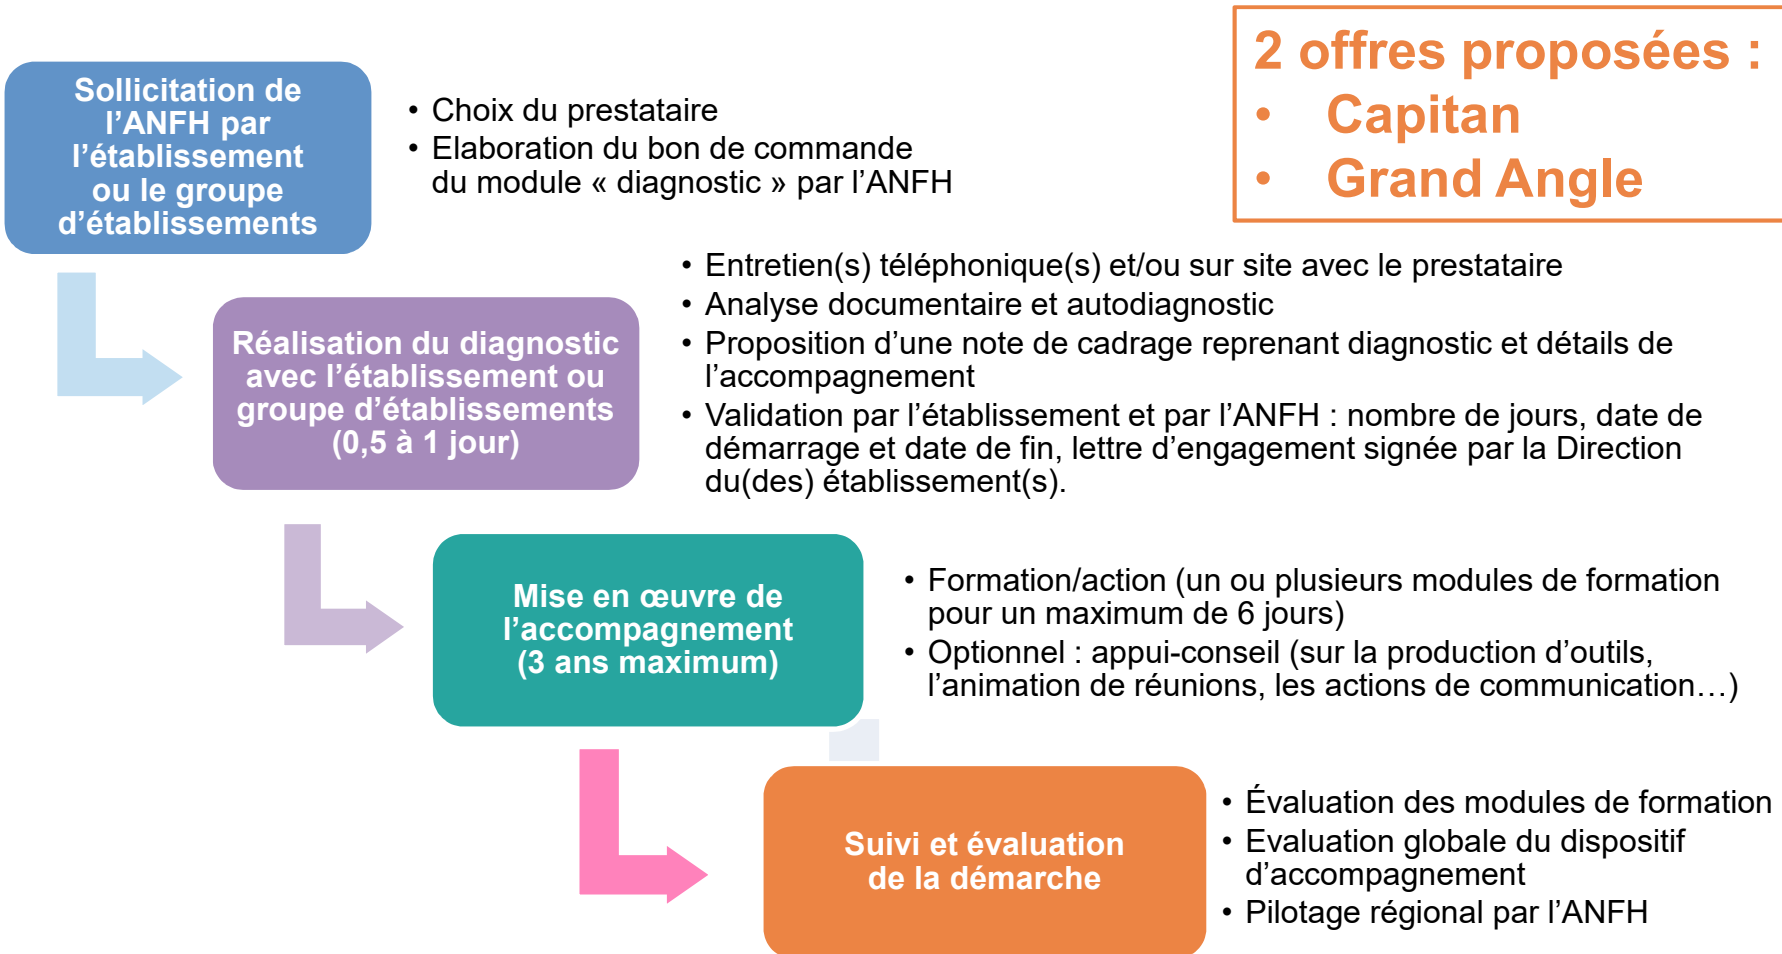 2 offres proposées :
• Capitan
• Grand Angle
Sollicitation de
l’ANFH par
l’établissement
ou le groupe
d’établissements
• Choix du prestataire
• Elaboration du bon de commande
du module « diagnostic » par l’ANFH
Réalisation du diagnostic
avec l’établissement ou
groupe d’établissements
(0,5 à 1 jour)
• Entretien(s) téléphonique(s) et/ou sur site avec le prestataire
• Analyse documentaire et autodiagnostic
• Proposition d’une note de cadrage reprenant diagnostic et détails de
l’accompagnement
• Validation par l’établissement et par l’ANFH : nombre de jours, date de
démarrage et date de fin, lettre d’engagement signée par la Direction
du(des) établissement(s).
Mise en œuvre de
l’accompagnement
(3 ans maximum)
• Formation/action (un ou plusieurs modules de formation
pour un maximum de 6 jours)
• Optionnel : appui-conseil (sur la production d’outils,
l’animation de réunions, les actions de communication…)
Suivi et évaluation
de la démarche
• Évaluation des modules de formation
• Evaluation globale du dispositif
d’accompagnement
• Pilotage régional par l’ANFH